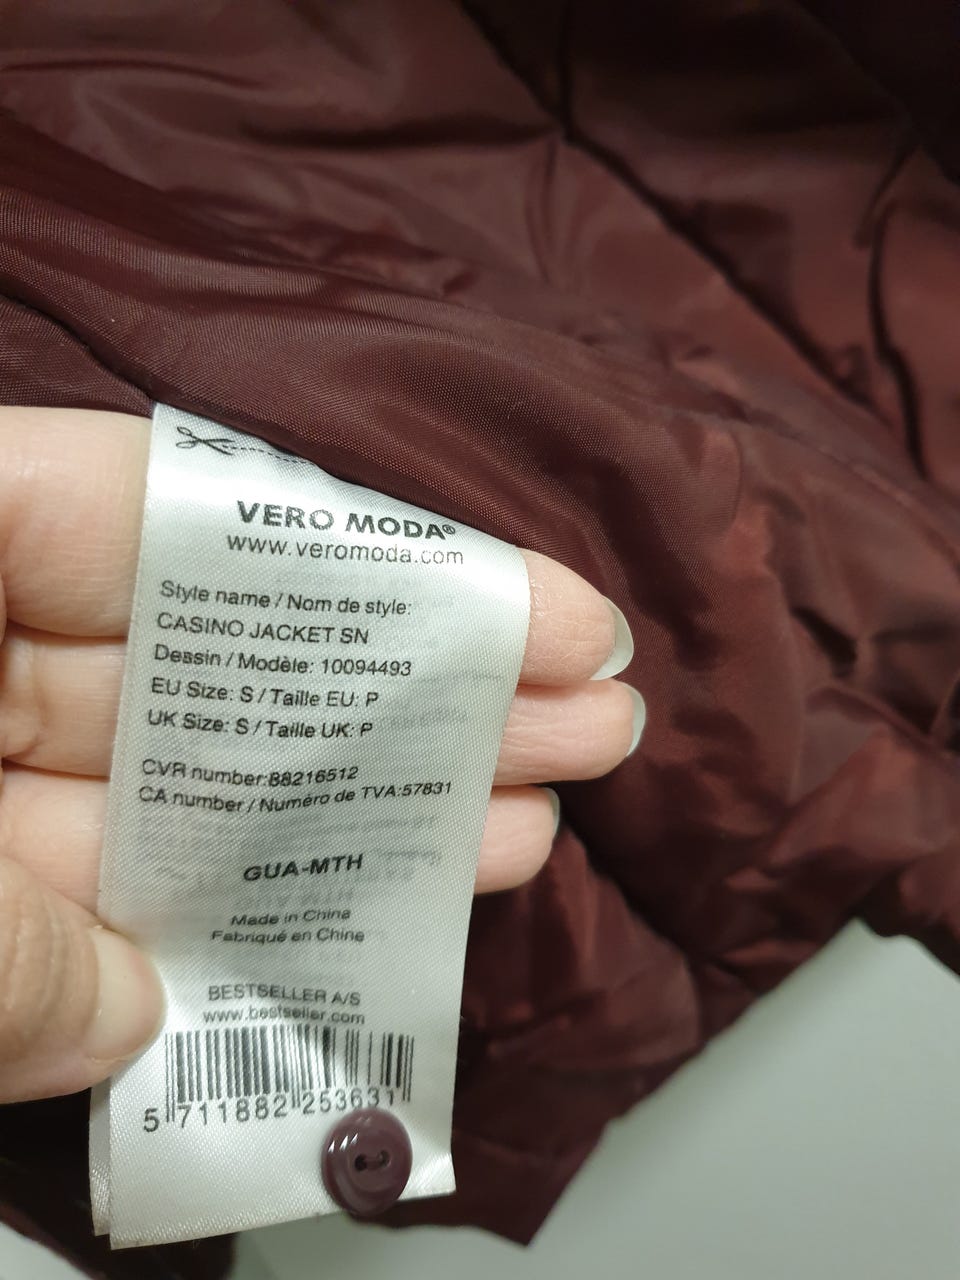 VERO MODA®
www.veromoda.com
Style name / Nom de style:
CASINO JACKET SN
Dessin / Modèle: 10094493
EU Size: S / Taille EU: P
UK Size: S / Taille UK: P
CVR number:88216512
CA number / Numéro de TVA:57831
GUA-MTH
Made in China
Fabriqué en Chine
BESTSELLER A/S
www.bestseller.com
5 711882 253631